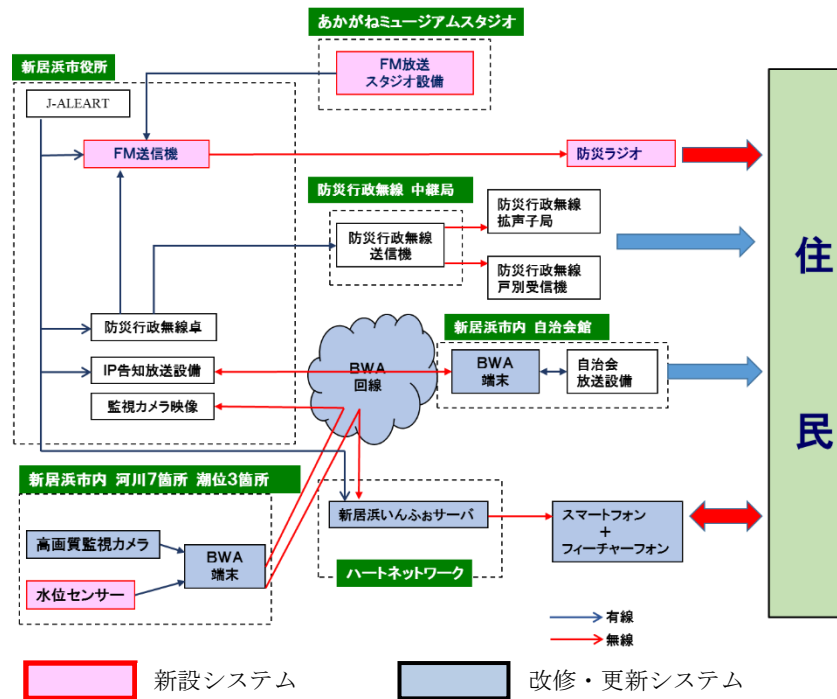 あかがねミュージアムスタジオ
FM放送
スタジオ設備
新居浜市役所
J-ALEART
FM送信機
防災ラジオ
防災行政無線 中継局
防災行政無線
送信機
防災行政無線
拡声子局
防災行政無線
戸別受信機
住
民
防災行政無線卓
IP告知放送設備
監視カメラ映像
BWA
回線
新居浜市内 自治会館
BWA
端末
自治会
放送設備
新居浜市内 河川7箇所 潮位3箇所
高画質監視カメラ
水位センサー
BWA
端末
新居浜いんふぉサーバ
ハートネットワーク
スマートフォン
+
フィーチャーフォン
有線
無線
新設システム
改修・更新システム